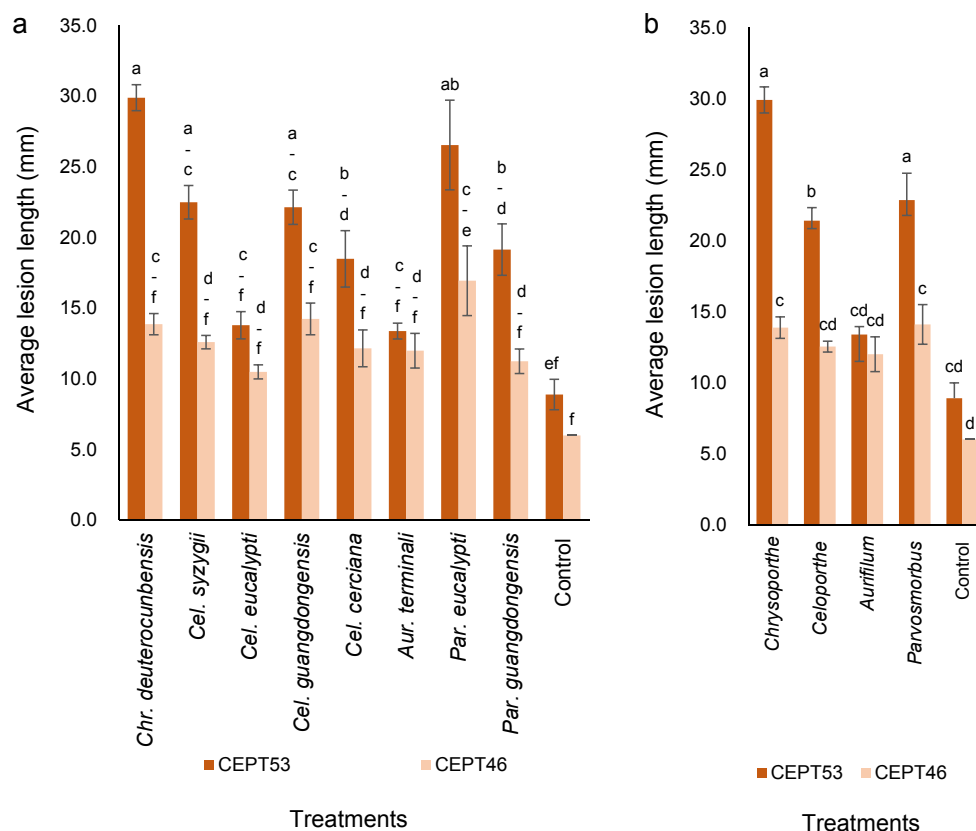 a
Average lesion length (mm)
35.0
30.0
25.0
20.0
15.0
10.0
5.0
0.0
a
c
-
f
a
-
c
d
-
f
c
-
f
d
-
f
a
-
c
c
-
f
b
-
d
d
-
f
c
-
f
d
-
f
ab
c
-
e
b
-
d
d
-
f
ef
f
Chr. deuterocunbensis
Cel. syzygii
Cel. eucalypti
Cel. guangdongensis
Cel. cerciana
Aur. terminali
Par. eucalypti
Par. guangdongensis
Control
CEPT53
CEPT46
Treatments
b
Average lesion length (mm)
35.0
30.0
25.0
20.0
15.0
10.0
5.0
0.0
a
c
b
cd
cd
cd
a
c
cd
d
Chrysoporthe
Celoporthe
Aurifilum
Parvosmorbus
Control
CEPT53
CEPT46
Treatments